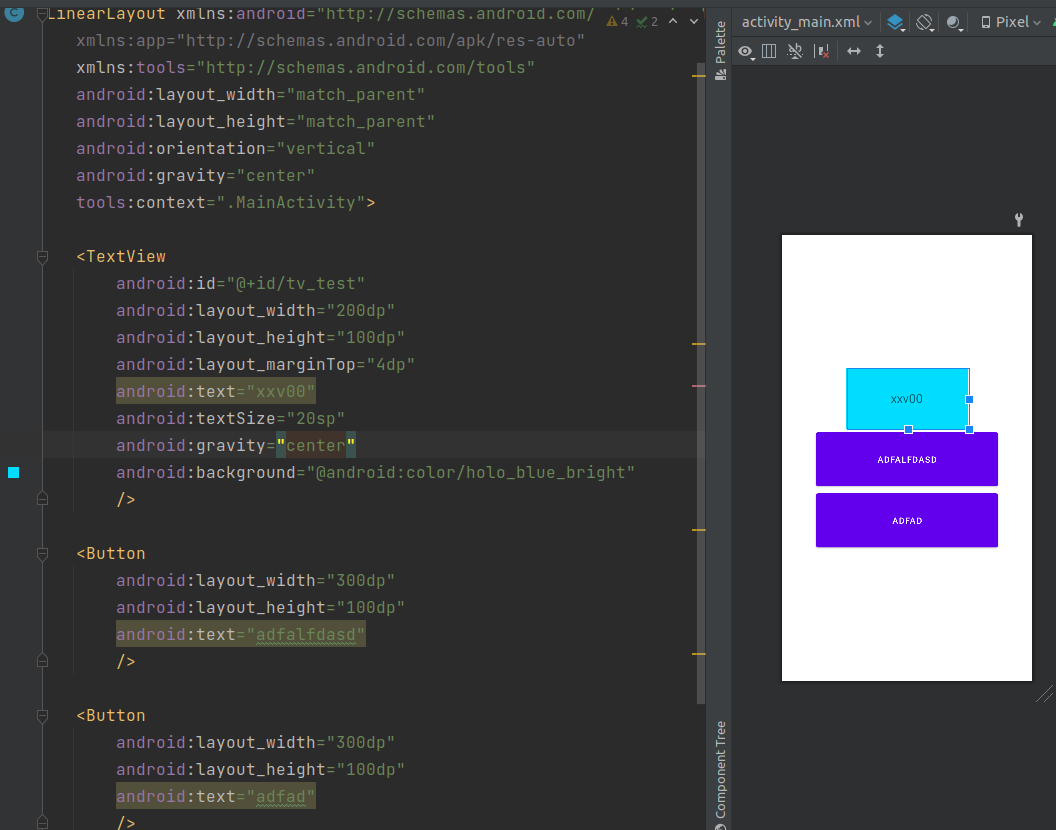 LinearLayout xmlns:android="http://schemas.android.com/
4 2
xmlns:app="http://schemas.android.com/apk/res-auto"
xmlns:tools="http://schemas.android.com/tools"
android:layout_width="match_parent"
android:layout_height="match_parent"
android:orientation="vertical"
android:gravity="center"
tools:context=".MainActivity">
<TextView
android:id="@+id/tv_test"
android:layout_width="200dp"
android:layout_height="100dp"
android:layout_marginTop="4dp"
android:text="xxv00"
android:textSize="20sp"
android:gravity="center"
android:background="@android:color/holo_blue_bright"
/>
<Button
android:layout_width="300dp"
android:layout_height="100dp"
android:text="adfalfdasd"
/>
<Button
android:layout_width="300dp"
android:layout_height="100dp"
android:text="adfad"
/>
Palette
Component Tree
activity_main.xml
Pixel
xxv00
ADFALFDASD
ADFAD